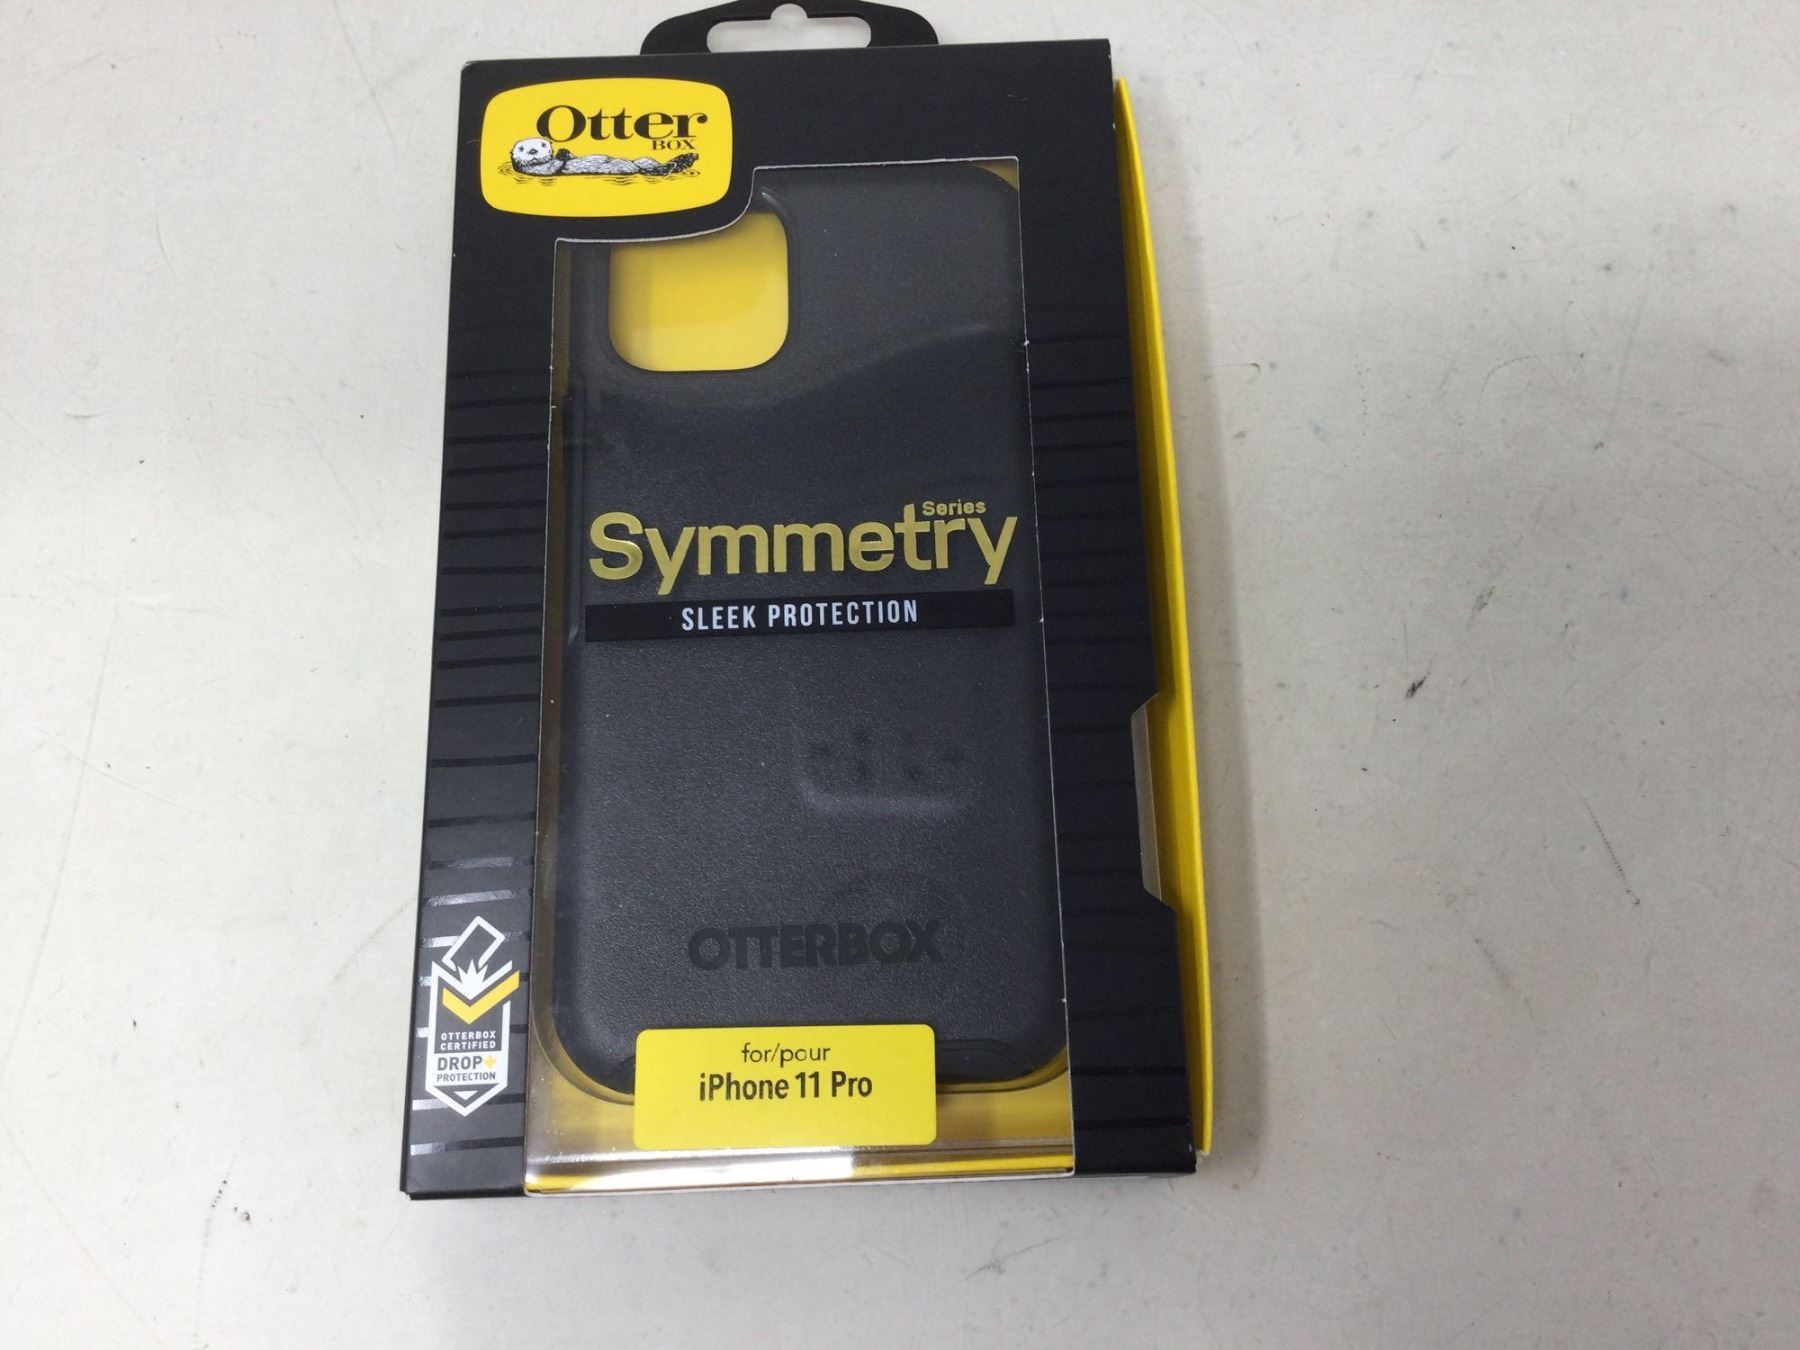 Otter
BOX
Series
Symmetry
SLEEK PROTECTION
OTTERBOX
OTTERBOX
CERTIFIED
DROP+
PROTECTION
for/pour
iPhone 11 Pro